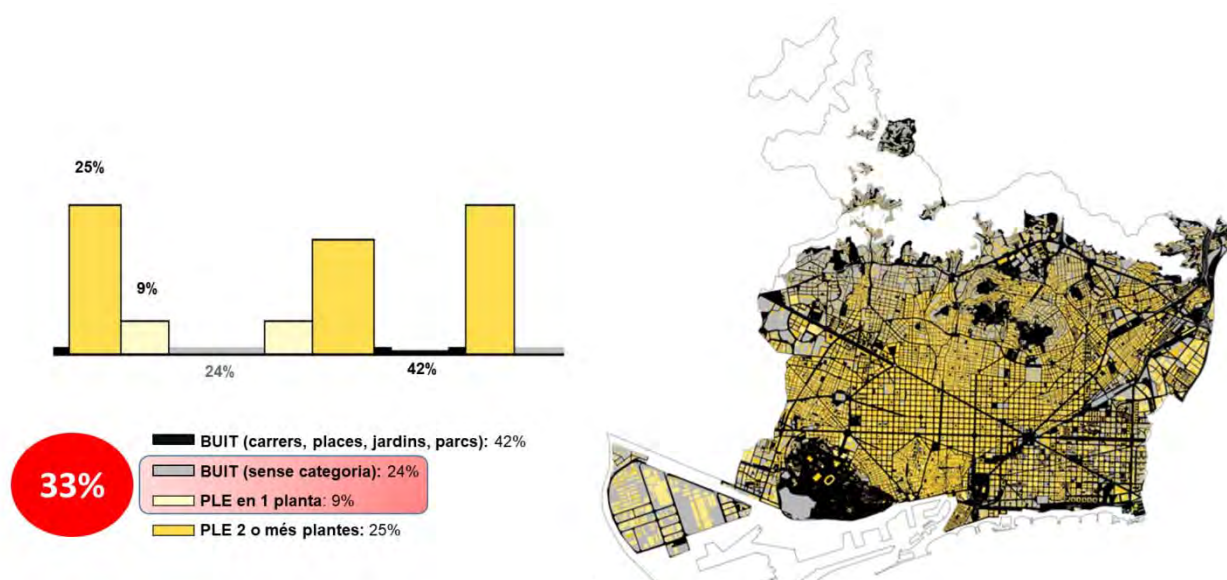 25%
9%
24%
42%
33%
BUIT (carrers, places, jardins, parcs): 42%
BUIT (sense categoria): 24%
PLE en 1 planta: 9%
PLE 2 o més plantes: 25%